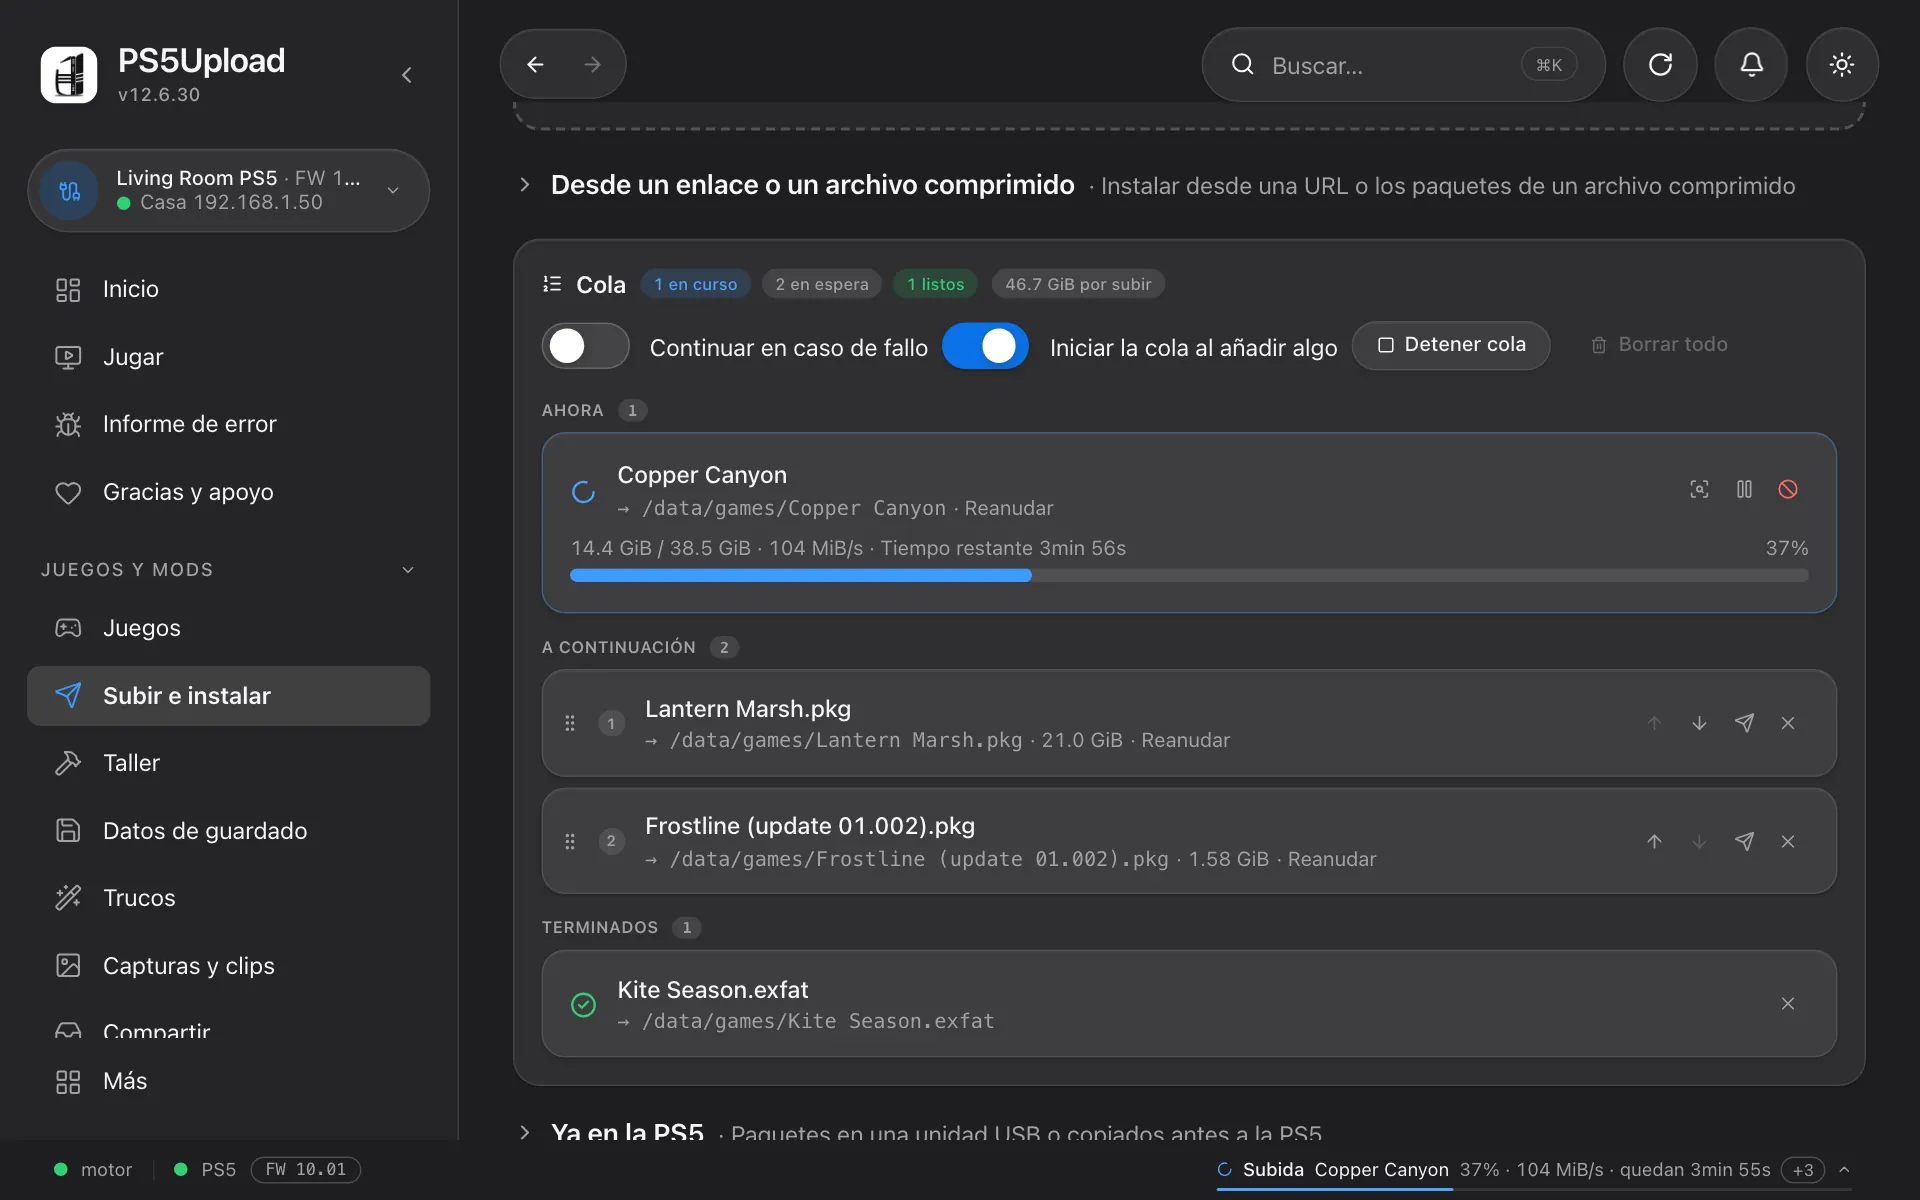 PS5Upload
v12.6.30
Living Room PS5 · FW 1...
Casa 192.168.1.50
Inicio
Jugar
Informe de error
Gracias y apoyo
JUEGOS Y MODS
Juegos
Subir e instalar
Taller
Datos de guardado
Trucos
Capturas y clips
Compartir
Más
Buscar... ⌘K
Desde un enlace o un archivo comprimido · Instalar desde una URL o los paquetes de un archivo comprimido
Cola 1 en curso 2 en espera 1 listos 46.7 GiB por subir
Continuar en caso de fallo Iniciar la cola al añadir algo Detener cola Borrar todo
AHORA 1
Copper Canyon
→ /data/games/Copper Canyon · Reanudar
14.4 GiB / 38.5 GiB · 104 MiB/s · Tiempo restante 3min 56s 37%
A CONTINUACIÓN 2
1 Lantern Marsh.pkg
→ /data/games/Lantern Marsh.pkg · 21.0 GiB · Reanudar
2 Frostline (update 01.002).pkg
→ /data/games/Frostline (update 01.002).pkg · 1.58 GiB · Reanudar
TERMINADOS 1
Kite Season.exfat
→ /data/games/Kite Season.exfat
Ya en la PS5 · Paquetes en una unidad USB o copiados antes a la PS5
motor PS5 FW 10.01
Subida Copper Canyon 37% · 104 MiB/s · quedan 3min 55s +3